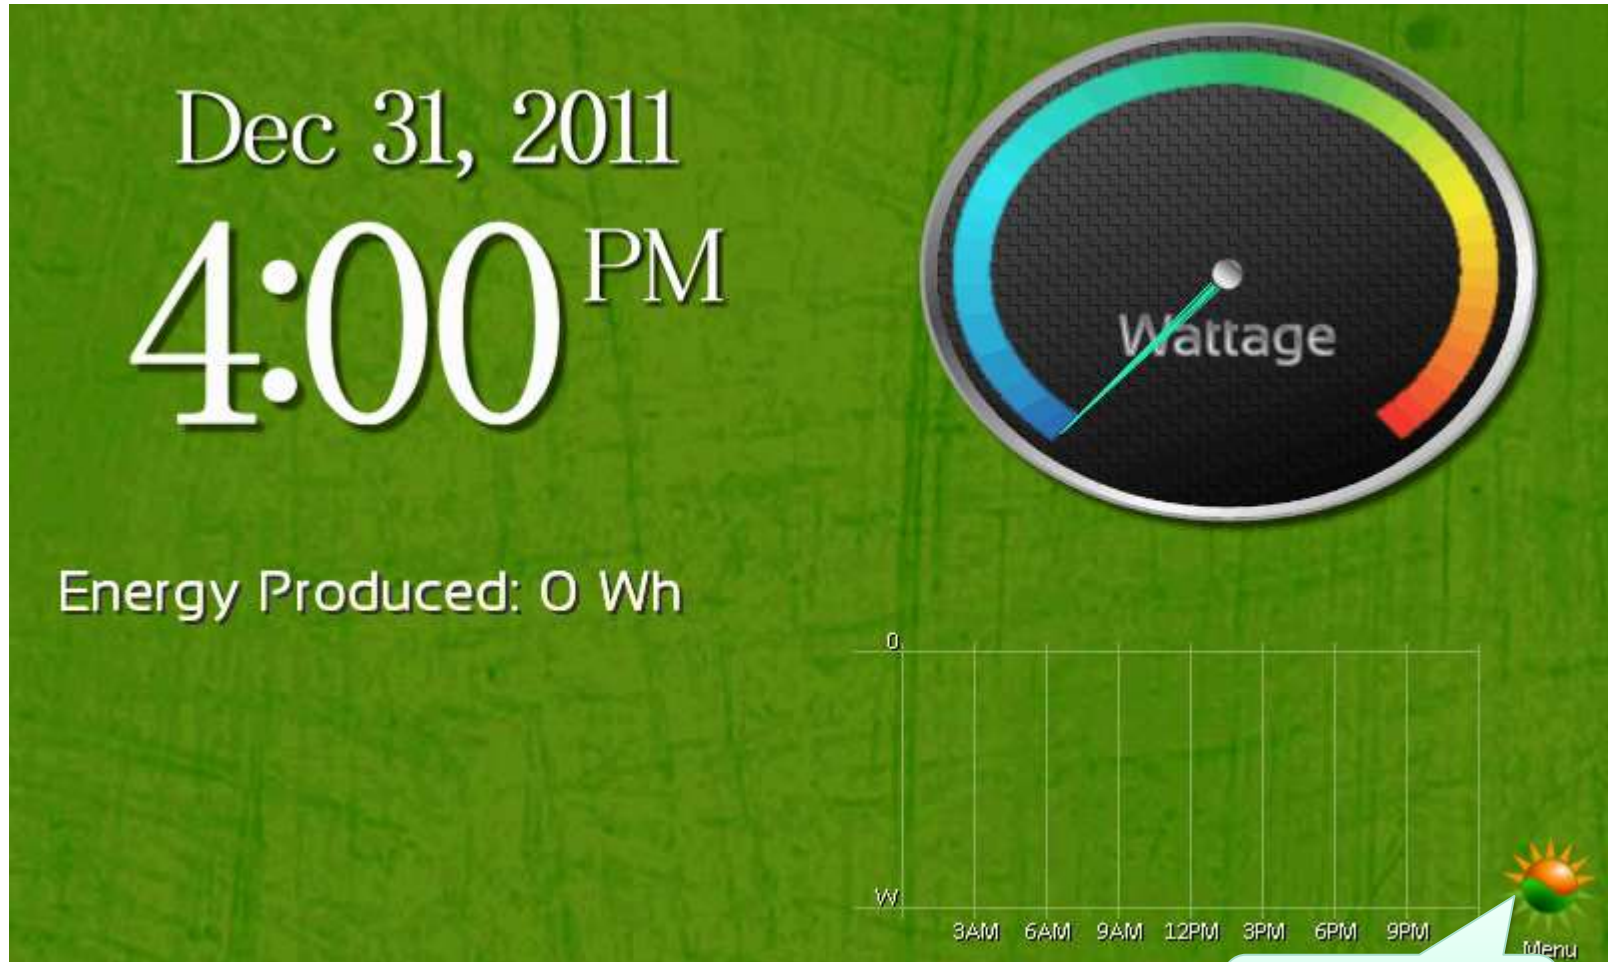 Dec 31, 2011
4:00 PM
Wattage
Energy Produced: 0 Wh
0
W
3AM 6AM 9AM 12PM 3PM 6PM 9PM
Menu